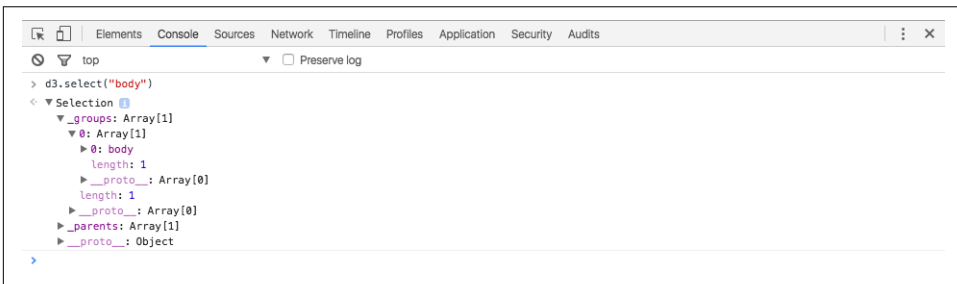 Elements Console Sources Network Timeline Profiles Application Security Audits
top Preserve log
> d3.select("body")
Selection i
_groups: Array[1]
0: Array[1]
0: body
length: 1
__proto__: Array[0]
length: 1
__proto__: Array[0]
_parents: Array[1]
__proto__: Object
>